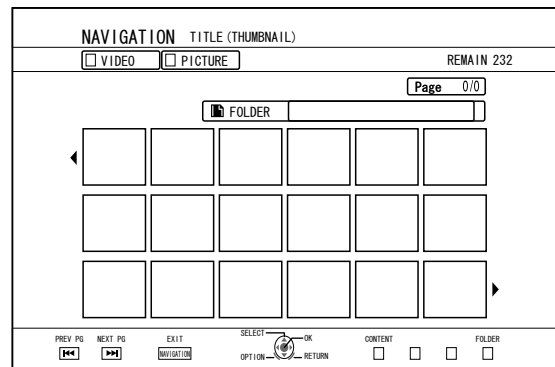 NAVIGATION TITLE (THUMBNAIL)
VIDEO PICTURE REMAIN 232
Page 0/0
FOLDER
PREV PG NEXT PG EXIT SELECT OK CONTENT FOLDER
NAVIGATION OPTION RETURN